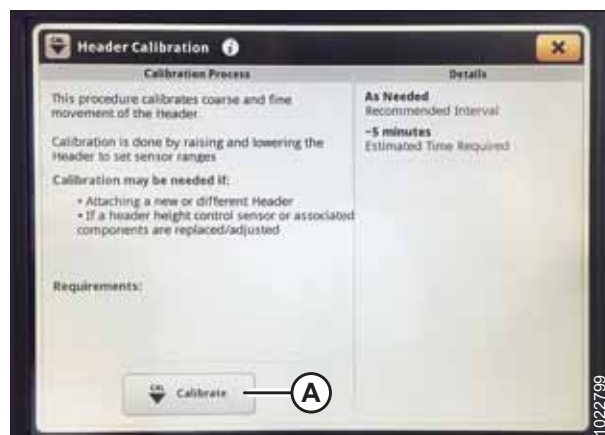 CAL
Header Calibration i
Calibration Process
This procedure calibrates coarse and fine
movement of the Header.
Calibration is done by raising and lowering the
Header to set sensor ranges
Calibration may be needed if:
• Attaching a new or different Header
• If a header height control sensor or associated
components are replaced/adjusted
Requirements:
CAL Calibrate
A
Details
As Needed
Recommended Interval
~5 minutes
Estimated Time Required
1022799